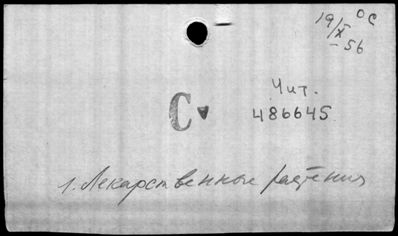 19/X - 56
ОС
С
Чит.
486645
1. Лекарственные растения